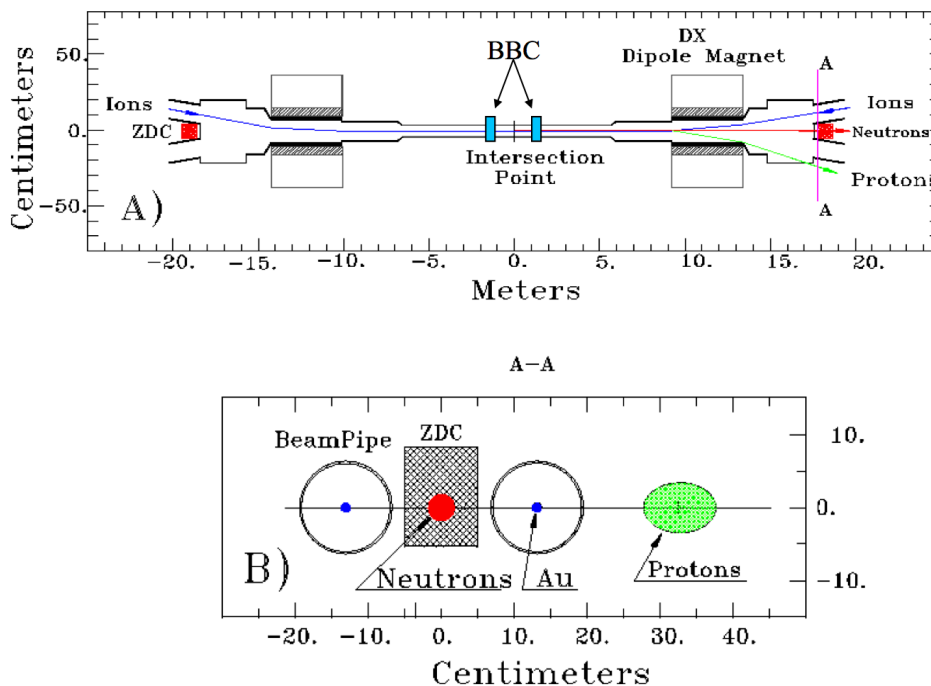 Centimeters
50.
0.
-50.
A)
Ions
ZDC
BBC
Intersection
Point
DX
Dipole Magnet
A
Ions
Neutrons
Protons
A
-20. -15. -10. -5. 0. 5. 10. 15. 20.
Meters
A-A
BeamPipe
ZDC
10.
0.
-10.
B)
Neutrons
Au
Protons
-20. -10. 0. 10. 20. 30. 40.
Centimeters